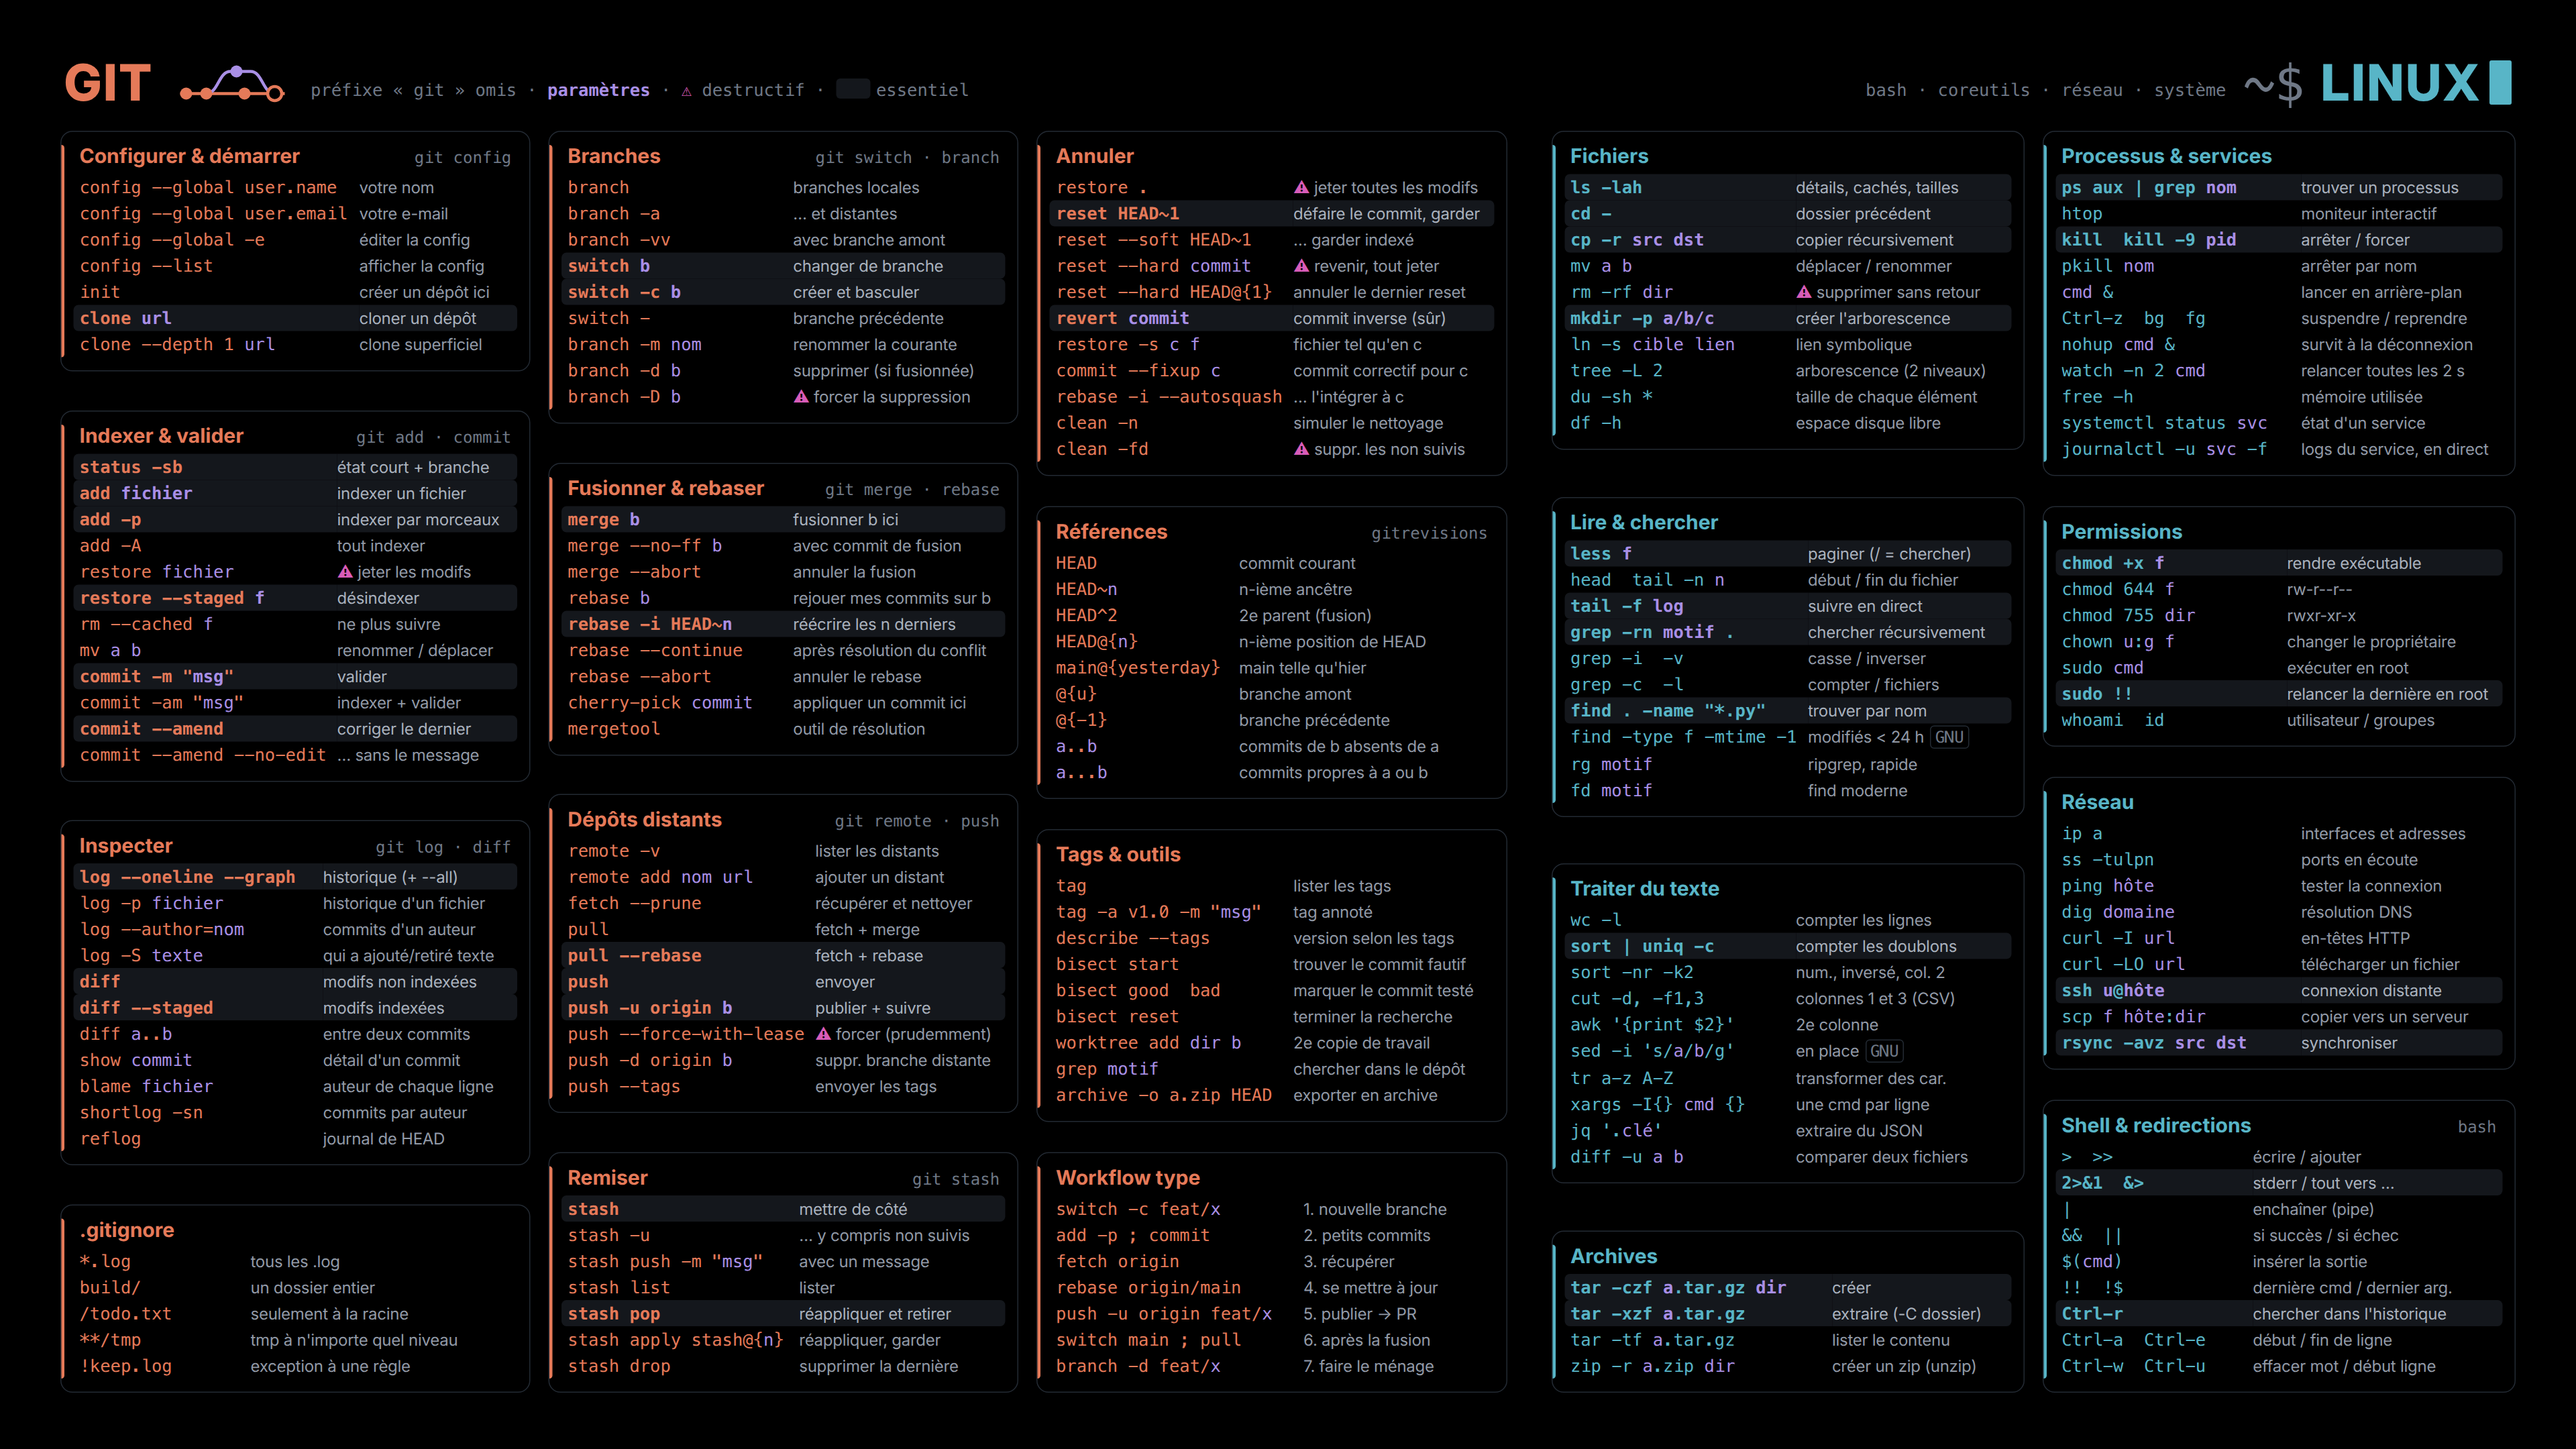 GIT
préfixe « git » omis · paramètres · ⚠ destructif · essentiel
bash · coreutils · réseau · système
~$ LINUX
Configurer & démarrer git config
config --global user.name votre nom
config --global user.email votre e-mail
config --global -e éditer la config
config --list afficher la config
init créer un dépôt ici
clone url cloner un dépôt
clone --depth 1 url clone superficiel
Indexer & valider git add · commit
status -sb état court + branche
add fichier indexer un fichier
add -p indexer par morceaux
add -A tout indexer
restore fichier ⚠ jeter les modifs
restore --staged f désindexer
rm --cached f ne plus suivre
mv a b renommer / déplacer
commit -m "msg" valider
commit -am "msg" indexer + valider
commit --amend corriger le dernier
commit --amend --no-edit ... sans le message
Inspecter git log · diff
log --oneline --graph historique (+ --all)
log -p fichier historique d'un fichier
log --author=nom commits d'un auteur
log -S texte qui a ajouté/retiré texte
diff modifs non indexées
diff --staged modifs indexées
diff a..b entre deux commits
show commit détail d'un commit
blame fichier auteur de chaque ligne
shortlog -sn commits par auteur
reflog journal de HEAD
.gitignore
*.log tous les .log
build/ un dossier entier
/todo.txt seulement à la racine
**/tmp tmp à n'importe quel niveau
!keep.log exception à une règle
Branches git switch · branch
branch branches locales
branch -a ... et distantes
branch -vv avec branche amont
switch b changer de branche
switch -c b créer et basculer
switch - branche précédente
branch -m nom renommer la courante
branch -d b supprimer (si fusionnée)
branch -D b ⚠ forcer la suppression
Fusionner & rebaser git merge · rebase
merge b fusionner b ici
merge --no-ff b avec commit de fusion
merge --abort annuler la fusion
rebase b rejouer mes commits sur b
rebase -i HEAD~n réécrire les n derniers
rebase --continue après résolution du conflit
rebase --abort annuler le rebase
cherry-pick commit appliquer un commit ici
mergetool outil de résolution
Dépôts distants git remote · push
remote -v lister les distants
remote add nom url ajouter un distant
fetch --prune récupérer et nettoyer
pull fetch + merge
pull --rebase fetch + rebase
push envoyer
push -u origin b publier + suivre
push --force-with-lease ⚠ forcer (prudemment)
push -d origin b suppr. branche distante
push --tags envoyer les tags
Remiser git stash
stash mettre de côté
stash -u ... y compris non suivis
stash push -m "msg" avec un message
stash list lister
stash pop réappliquer et retirer
stash apply stash@{n} réappliquer, garder
stash drop supprimer la dernière
Annuler
restore . ⚠ jeter toutes les modifs
reset HEAD~1 défaire le commit, garder
reset --soft HEAD~1 ... garder indexé
reset --hard commit ⚠ revenir, tout jeter
reset --hard HEAD@{1} annuler le dernier reset
revert commit commit inverse (sûr)
restore -s c f fichier tel qu'en c
commit --fixup c commit correctif pour c
rebase -i --autosquash ... l'intégrer à c
clean -n simuler le nettoyage
clean -fd ⚠ suppr. les non suivis
Références gitrevisions
HEAD commit courant
HEAD~n n-ième ancêtre
HEAD^2 2e parent (fusion)
HEAD@{n} n-ième position de HEAD
main@{yesterday} main telle qu'hier
@{u} branche amont
@{-1} branche précédente
a..b commits de b absents de a
a...b commits propres à a ou b
Tags & outils
tag lister les tags
tag -a v1.0 -m "msg" tag annoté
describe --tags version selon les tags
bisect start trouver le commit fautif
bisect good bad marquer le commit testé
bisect reset terminer la recherche
worktree add dir b 2e copie de travail
grep motif chercher dans le dépôt
archive -o a.zip HEAD exporter en archive
Workflow type
switch -c feat/x 1. nouvelle branche
add -p ; commit 2. petits commits
fetch origin 3. récupérer
rebase origin/main 4. se mettre à jour
push -u origin feat/x 5. publier → PR
switch main ; pull 6. après la fusion
branch -d feat/x 7. faire le ménage
Fichiers
ls -lah détails, cachés, tailles
cd - dossier précédent
cp -r src dst copier récursivement
mv a b déplacer / renommer
rm -rf dir ⚠ supprimer sans retour
mkdir -p a/b/c créer l'arborescence
ln -s cible lien lien symbolique
tree -L 2 arborescence (2 niveaux)
du -sh * taille de chaque élément
df -h espace disque libre
Lire & chercher
less f paginer (/ = chercher)
head tail -n n début / fin du fichier
tail -f log suivre en direct
grep -rn motif . chercher récursivement
grep -i -v casse / inverser
grep -c -l compter / fichiers
find . -name "*.py" trouver par nom
find -type f -mtime -1 modifiés < 24 h GNU
rg motif ripgrep, rapide
fd motif find moderne
Traiter du texte
wc -l compter les lignes
sort | uniq -c compter les doublons
sort -nr -k2 num., inversé, col. 2
cut -d, -f1,3 colonnes 1 et 3 (CSV)
awk '{print $2}' 2e colonne
sed -i 's/a/b/g' en place GNU
tr a-z A-Z transformer des car.
xargs -I{} cmd {} une cmd par ligne
jq '.clé' extraire du JSON
diff -u a b comparer deux fichiers
Archives
tar -czf a.tar.gz dir créer
tar -xzf a.tar.gz extraire (-C dossier)
tar -tf a.tar.gz lister le contenu
zip -r a.zip dir créer un zip (unzip)
Processus & services
ps aux | grep nom trouver un processus
htop moniteur interactif
kill kill -9 pid arrêter / forcer
pkill nom arrêter par nom
cmd & lancer en arrière-plan
Ctrl-z bg fg suspendre / reprendre
nohup cmd & survit à la déconnexion
watch -n 2 cmd relancer toutes les 2 s
free -h mémoire utilisée
systemctl status svc état d'un service
journalctl -u svc -f logs du service, en direct
Permissions
chmod +x f rendre exécutable
chmod 644 f rw-r--r--
chmod 755 dir rwxr-xr-x
chown u:g f changer le propriétaire
sudo cmd exécuter en root
sudo !! relancer la dernière en root
whoami id utilisateur / groupes
Réseau
ip a interfaces et adresses
ss -tulpn ports en écoute
ping hôte tester la connexion
dig domaine résolution DNS
curl -I url en-têtes HTTP
curl -LO url télécharger un fichier
ssh u@hôte connexion distante
scp f hôte:dir copier vers un serveur
rsync -avz src dst synchroniser
Shell & redirections bash
> >> écrire / ajouter
2>&1 &> stderr / tout vers ...
| enchaîner (pipe)
&& || si succès / si échec
$(cmd) insérer la sortie
!! !$ dernière cmd / dernier arg.
Ctrl-r chercher dans l'historique
Ctrl-a Ctrl-e début / fin de ligne
Ctrl-w Ctrl-u effacer mot / début ligne